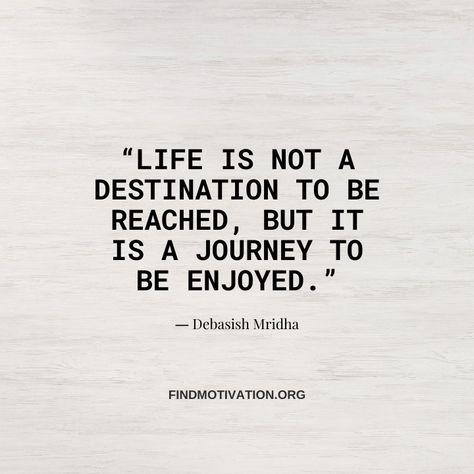 “LIFE IS NOT A
DESTINATION TO BE
REACHED, BUT IT
IS A JOURNEY TO
BE ENJOYED.”
― Debasish Mridha
FINDMOTIVATION.ORG